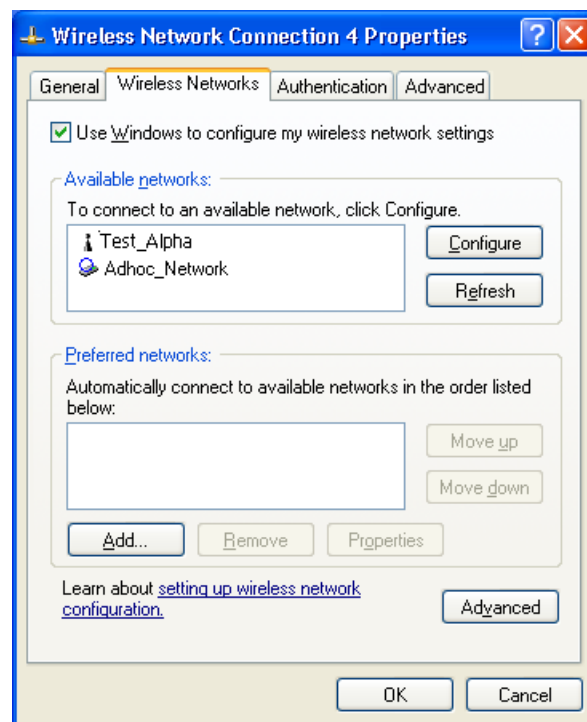 Wireless Network Connection 4 Properties
General Wireless Networks Authentication Advanced
Use Windows to configure my wireless network settings
Available networks:
To connect to an available network, click Configure.
Test_Alpha
Configure
Adhoc_Network
Refresh
Preferred networks:
Automatically connect to available networks in the order listed
below:
Move up
Move down
Add... Remove Properties
Learn about setting up wireless network
configuration.
Advanced
OK Cancel